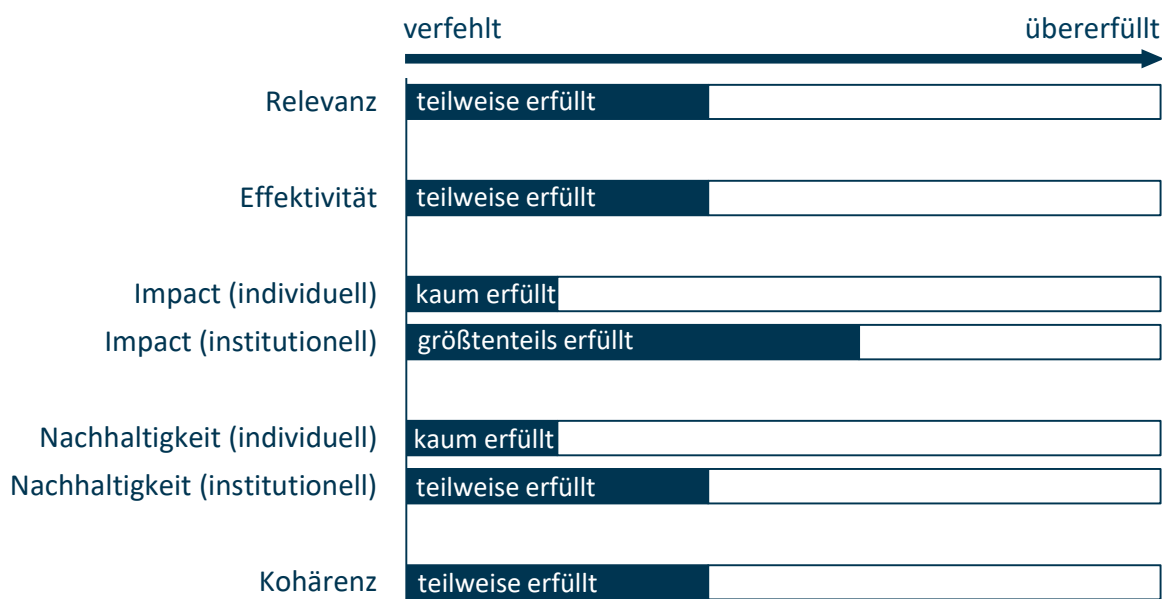 verfehlt übererfüllt
Relevanz teilweise erfüllt
Effektivität teilweise erfüllt
Impact (individuell) kaum erfüllt
Impact (institutionell) größtenteils erfüllt
Nachhaltigkeit (individuell) kaum erfüllt
Nachhaltigkeit (institutionell) teilweise erfüllt
Kohärenz teilweise erfüllt